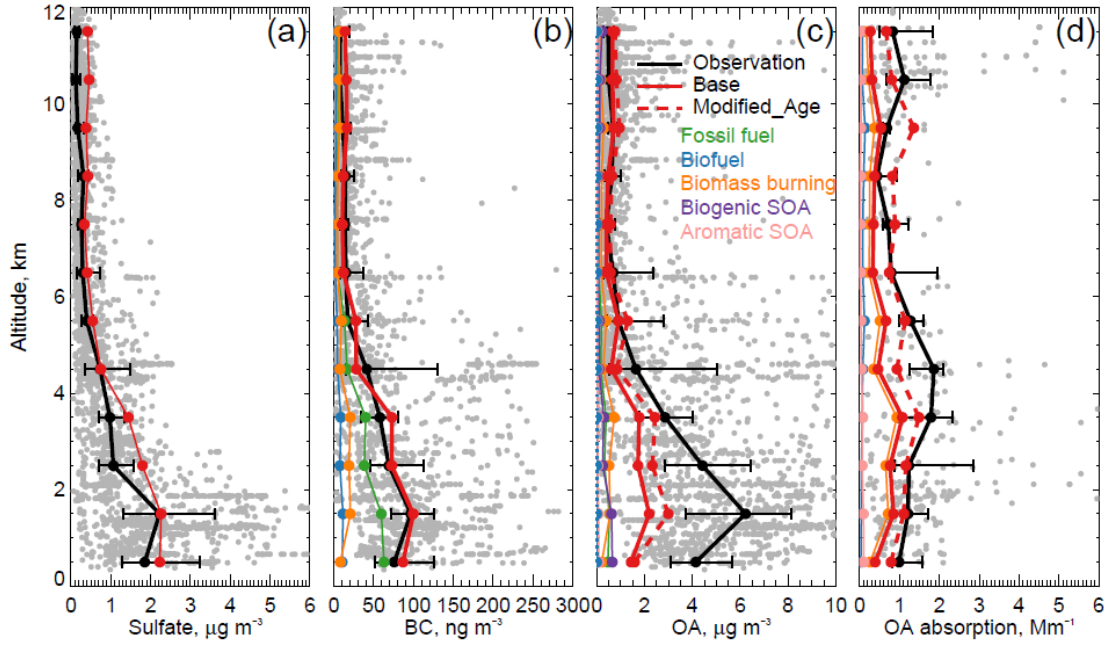 (a) (b) (c) (d)
Observation
Base
Modified_Age
Fossil fuel
Biofuel
Biomass burning
Biogenic SOA
Aromatic SOA
Altitude, km
12
10
8
6
4
2
0
0 1 2 3 4 5 6
0 50 100 150 200 250 300
0 2 4 6 8 10
0 1 2 3 4 5 6
Sulfate, μg m⁻³
BC, ng m⁻³
OA, μg m⁻³
OA absorption, Mm⁻¹